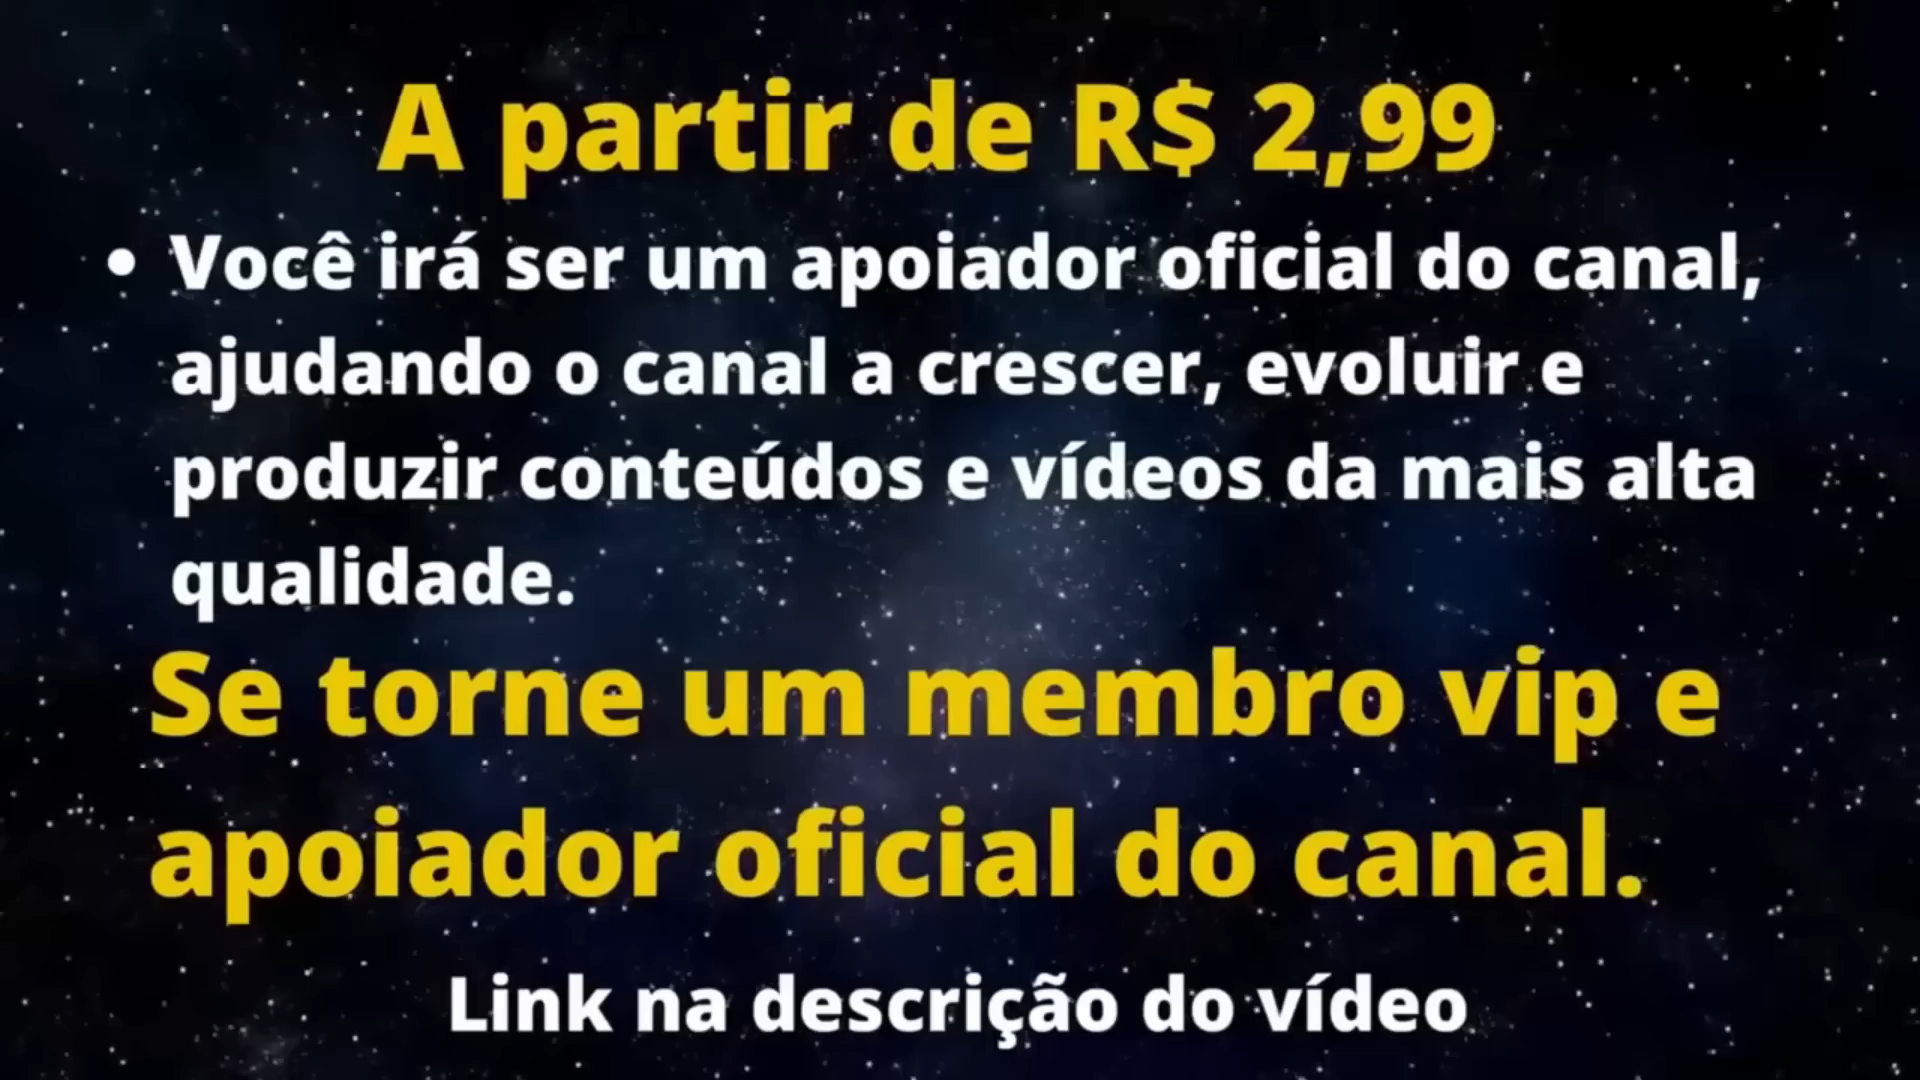 A partir de R$ 2,99
• Você irá ser um apoiador oficial do canal,
ajudando o canal a crescer, evoluir e
produzir conteúdos e vídeos da mais alta
qualidade.
Se torne um membro vip e
apoiador oficial do canal.
Link na descrição do vídeo